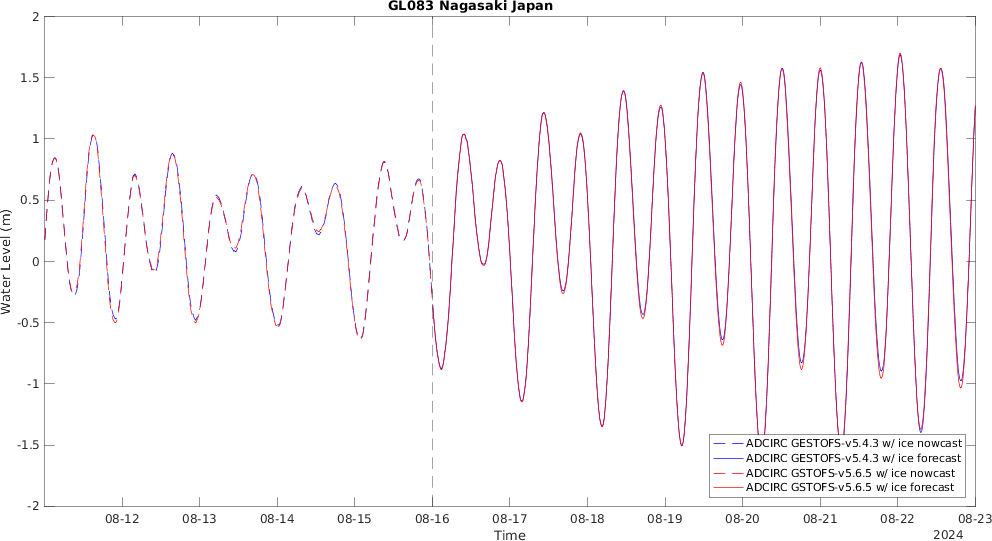 GL083 Nagasaki Japan
2
1.5
1
0.5
0
-0.5
-1
-1.5
-2
Water Level (m)
ADCIRC GESTOFS-v5.4.3 w/ ice nowcast
ADCIRC GESTOFS-v5.4.3 w/ ice forecast
ADCIRC GSTOFS-v5.6.5 w/ ice nowcast
ADCIRC GSTOFS-v5.6.5 w/ ice forecast
08-12 08-13 08-14 08-15 08-16 08-17 08-18 08-19 08-20 08-21 08-22 08-23
Time
2024